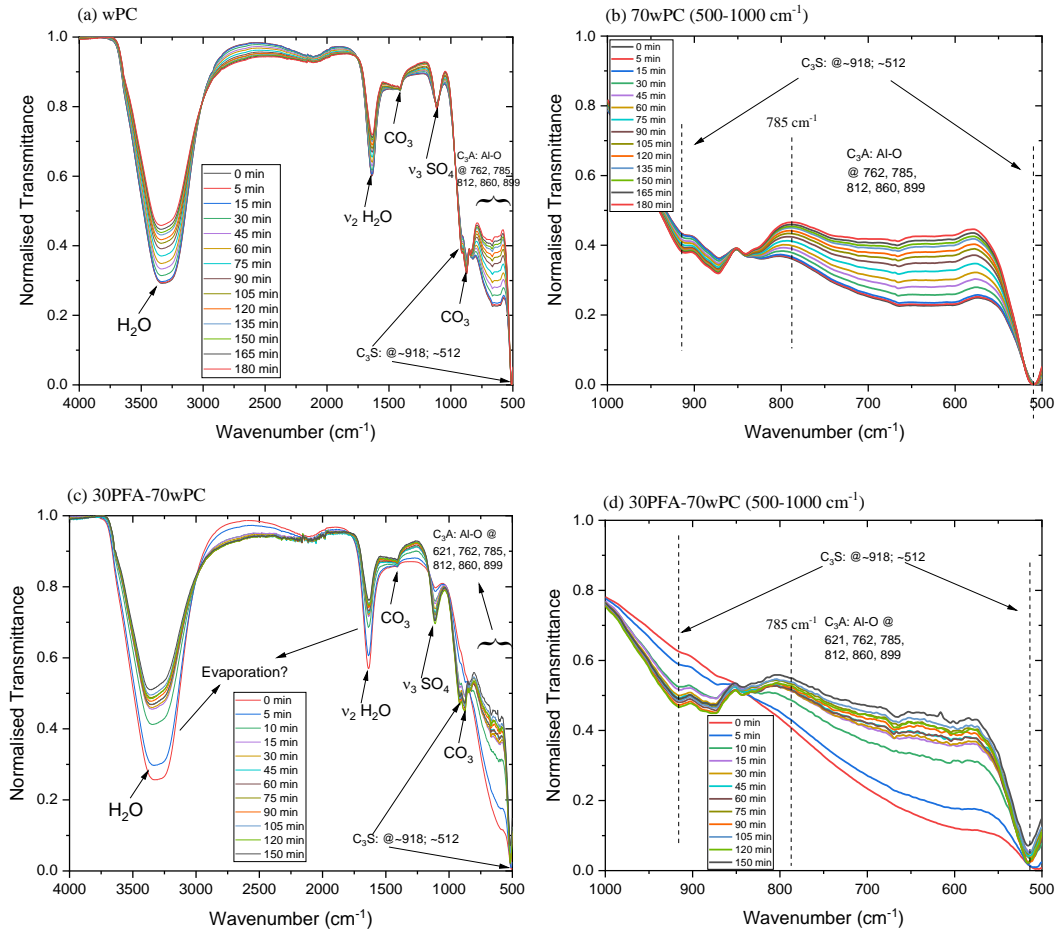 (a) wPC
Normalised Transmittance
1.0
0.8
0.6
0.4
0.2
0.0
4000 3500 3000 2500 2000 1500 1000 500
Wavenumber (cm⁻¹)
H₂O
0 min
5 min
15 min
30 min
45 min
60 min
75 min
90 min
105 min
120 min
135 min
150 min
165 min
180 min
ν₂ H₂O
CO₃
ν₃ SO₄
C₃A: Al-O
@ 762, 785,
812, 860, 899
CO₃
C₃S: @~918; ~512
(b) 70wPC (500-1000 cm⁻¹)
Normalised Transmittance
1.0
0.8
0.6
0.4
0.2
0.0
1000 900 800 700 600 500
Wavenumber (cm⁻¹)
0 min
5 min
15 min
30 min
45 min
60 min
75 min
90 min
105 min
120 min
135 min
150 min
165 min
180 min
C₃S: @~918; ~512
785 cm⁻¹
C₃A: Al-O
@ 762, 785,
812, 860, 899
(c) 30PFA-70wPC
Normalised Transmittance
1.0
0.8
0.6
0.4
0.2
0.0
4000 3500 3000 2500 2000 1500 1000 500
Wavenumber (cm⁻¹)
H₂O
Evaporation?
0 min
5 min
10 min
15 min
30 min
45 min
60 min
75 min
90 min
105 min
120 min
150 min
ν₂ H₂O
CO₃
ν₃ SO₄
C₃A: Al-O @
621, 762, 785,
812, 860, 899
CO₃
C₃S: @~918; ~512
(d) 30PFA-70wPC (500-1000 cm⁻¹)
Normalised Transmittance
1.0
0.8
0.6
0.4
0.2
0.0
1000 900 800 700 600 500
Wavenumber (cm⁻¹)
C₃S: @~918; ~512
785 cm⁻¹
C₃A: Al-O @
621, 762, 785,
812, 860, 899
0 min
5 min
10 min
15 min
30 min
45 min
60 min
75 min
90 min
105 min
120 min
150 min